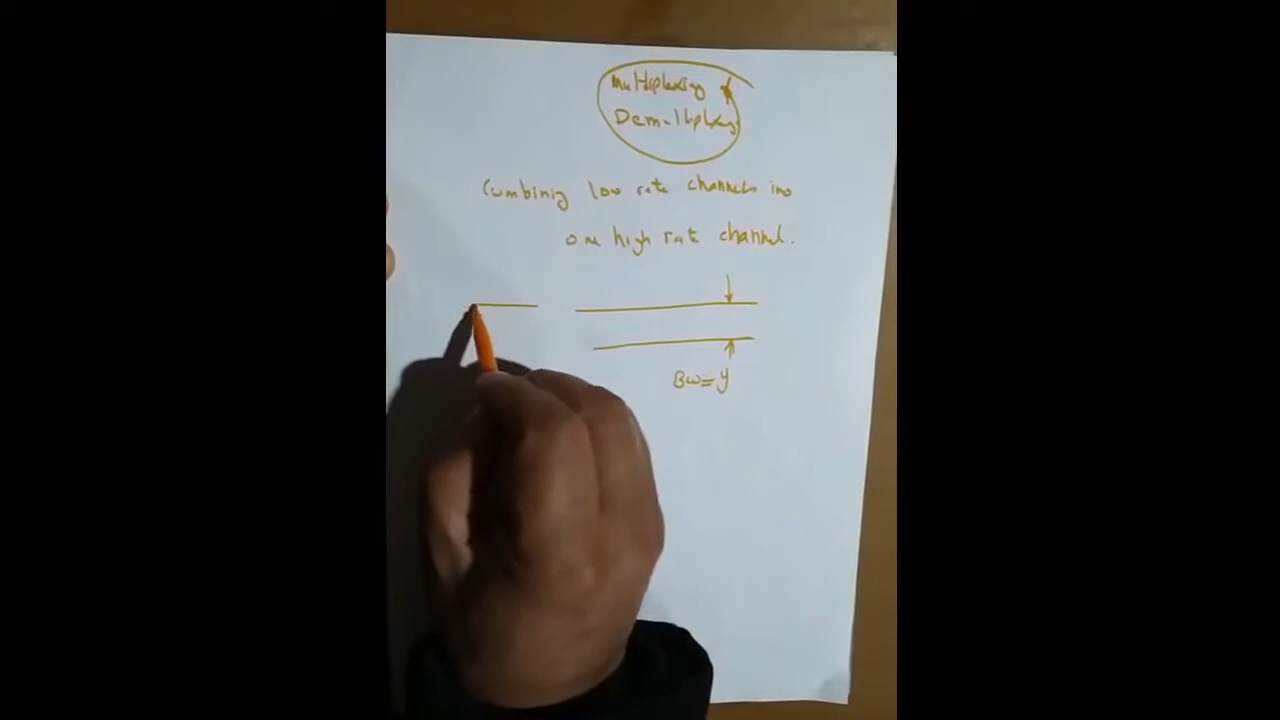 Multiplexing
Demultiplexing
Combining low rate channels into
one high rate channel.
BW=y